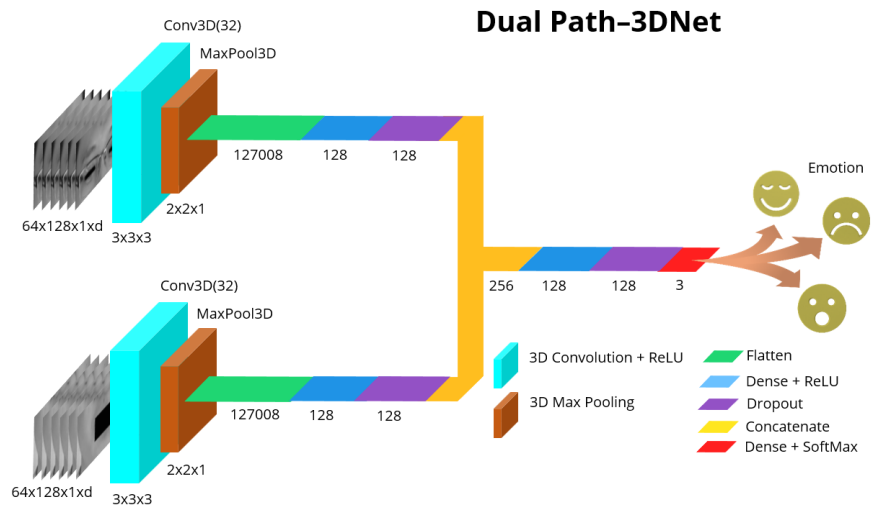 Dual Path–3DNet
Conv3D(32)
MaxPool3D
127008
128
128
2x2x1
64x128x1xd
3x3x3
Emotion
256
128
128
3
Conv3D(32)
MaxPool3D
127008
128
128
2x2x1
64x128x1xd
3x3x3
3D Convolution + ReLU
3D Max Pooling
Flatten
Dense + ReLU
Dropout
Concatenate
Dense + SoftMax